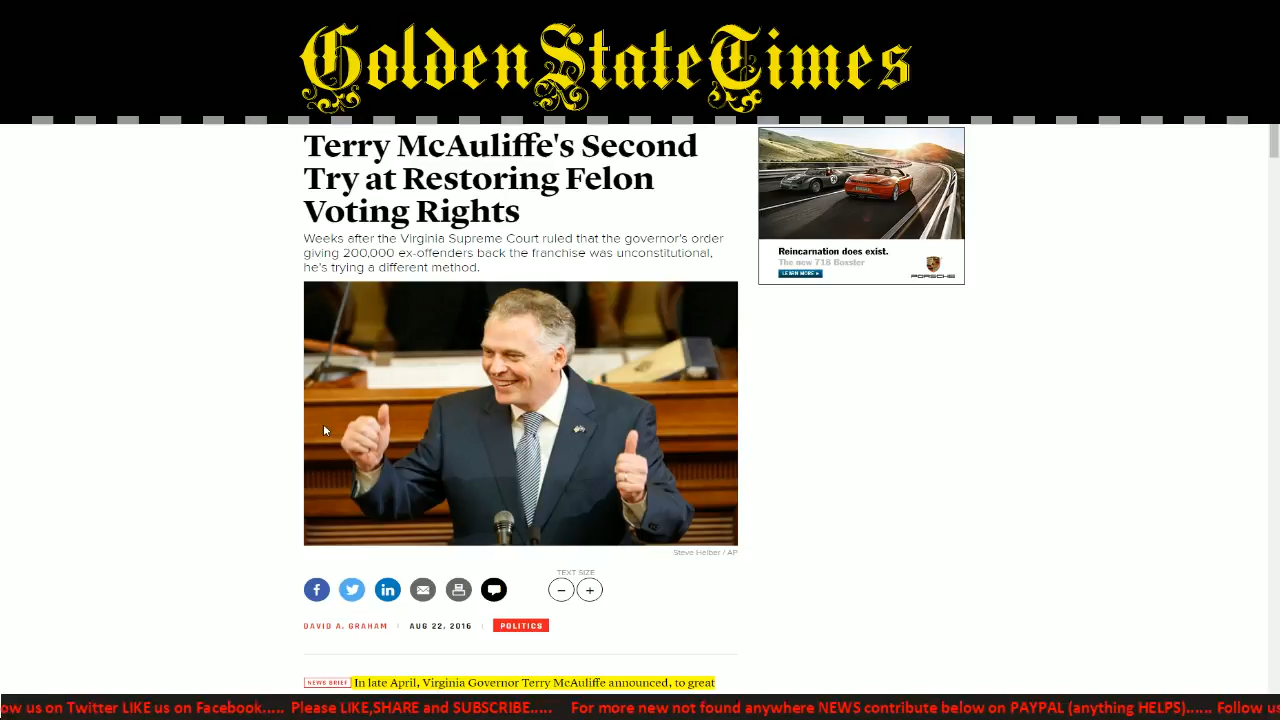 Golden State Times
Terry McAuliffe's Second
Try at Restoring Felon
Voting Rights
Weeks after the Virginia Supreme Court ruled that the governor's order
giving 200,000 ex-offenders back the franchise was unconstitutional,
he's trying a different method.
Reincarnation does exist.
The new 718 Boxster
LEARN MORE
PORSCHE
Steve Helber / AP
TEXT SIZE
DAVID A. GRAHAM | AUG 22, 2016 | POLITICS
NEWS BRIEF In late April, Virginia Governor Terry McAuliffe announced, to great
ow us on Twitter LIKE us on Facebook..... Please LIKE,SHARE and SUBSCRIBE..... For more new not found anywhere NEWS contribute below on PAYPAL (anything HELPS)...... Follow us